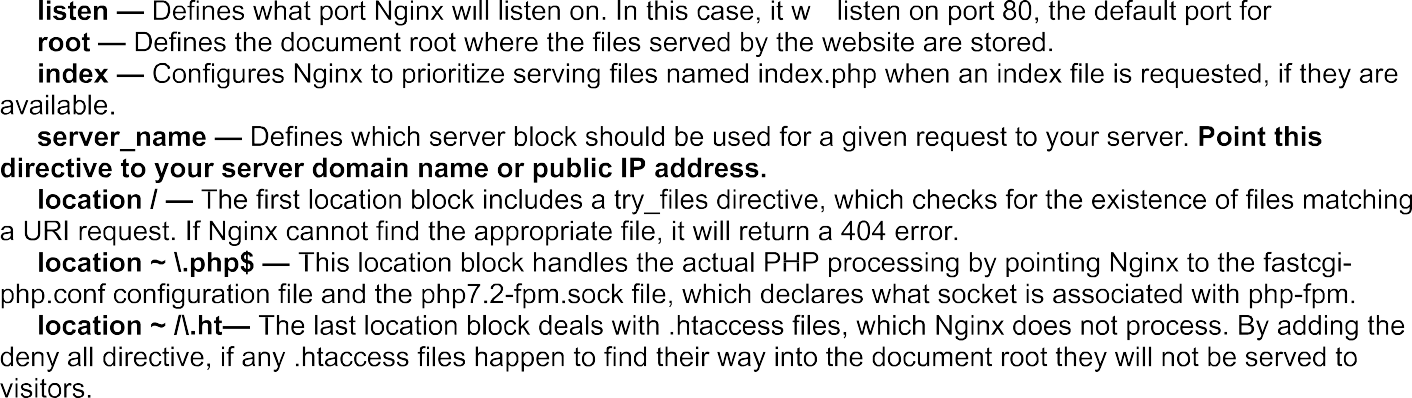 listen — Defines what port Nginx will listen on. In this case, it w listen on port 80, the default port for
root — Defines the document root where the files served by the website are stored.
index — Configures Nginx to prioritize serving files named index.php when an index file is requested, if they are
available.
server_name — Defines which server block should be used for a given request to your server. Point this
directive to your server domain name or public IP address.
location / — The first location block includes a try_files directive, which checks for the existence of files matching
a URI request. If Nginx cannot find the appropriate file, it will return a 404 error.
location ~ \.php$ — This location block handles the actual PHP processing by pointing Nginx to the fastcgi-
php.conf configuration file and the php7.2-fpm.sock file, which declares what socket is associated with php-fpm.
location ~ /\.ht— The last location block deals with .htaccess files, which Nginx does not process. By adding the
deny all directive, if any .htaccess files happen to find their way into the document root they will not be served to
visitors.